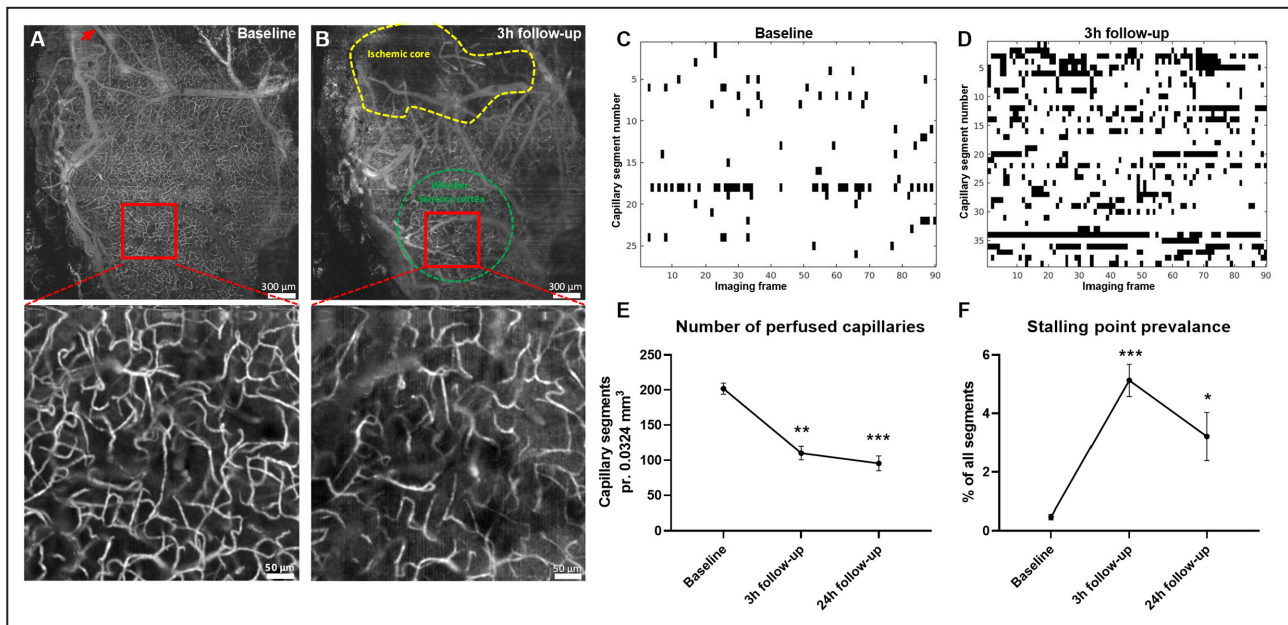 A
Baseline
300 µm
50 µm
B
3h follow-up
Ischemic core
Whisker
Sensory cortex
300 µm
50 µm
C
Baseline
Capillary segment number
5
10
15
20
25
10 20 30 40 50 60 70 80 90
Imaging frame
D
3h follow-up
Capillary segment number
5
10
15
20
25
30
35
10 20 30 40 50 60 70 80 90
Imaging frame
E
Number of perfused capillaries
Capillary segments
pr. 0.0324 mm³
250
200
150
100
50
0
**
***
Baseline
3h follow-up
24h follow-up
F
Stalling point prevalance
% of all segments
6
4
2
0
***
*
Baseline
3h follow-up
24h follow-up